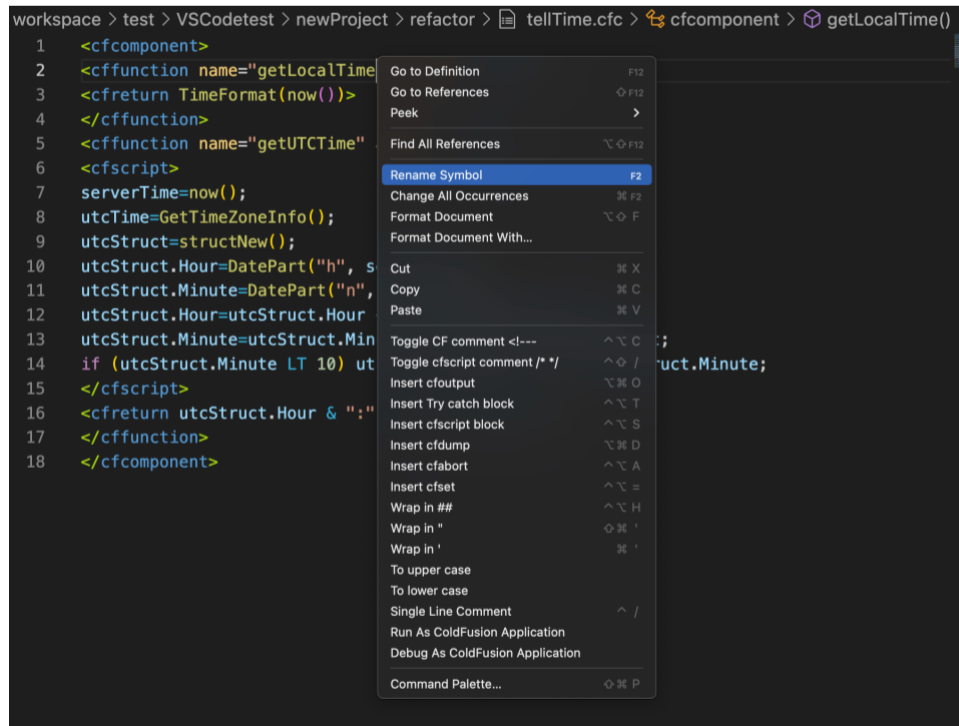 workspace > test > VSCodetest > newProject > refactor > tellTime.cfc > cfcomponent > getLocalTime()
1 <cfcomponent>
2 <cffunction name="getLocalTime
3 <cfreturn TimeFormat(now())>
4 </cffunction>
5 <cffunction name="getUTCTime"
6 <cfscript>
7 serverTime=now();
8 utcTime=GetTimeZoneInfo();
9 utcStruct=structNew();
10 utcStruct.Hour=DatePart("h", s
11 utcStruct.Minute=DatePart("n",
12 utcStruct.Hour=utcStruct.Hour
13 utcStruct.Minute=utcStruct.Min ;
14 if (utcStruct.Minute LT 10) ut ruct.Minute;
15 </cfscript>
16 <cfreturn utcStruct.Hour & ":"
17 </cffunction>
18 </cfcomponent>
Go to Definition F12
Go to References ⇧ F12
Peek >
Find All References ⌥ ⇧ F12
Rename Symbol F2
Change All Occurrences ⌘ F2
Format Document ⌥ ⇧ F
Format Document With...
Cut ⌘ X
Copy ⌘ C
Paste ⌘ V
Toggle CF comment <!--- ^ ⌥ C
Toggle cfscript comment /* */ ^ ⇧ /
Insert cfoutput ⌥ ⌘ O
Insert Try catch block ^ ⌥ T
Insert cfscript block ^ ⌥ S
Insert cfdump ⌥ ⌘ D
Insert cfabort ^ ⌥ A
Insert cfset ^ ⌥ =
Wrap in ## ^ ⌥ H
Wrap in " ⇧ ⌘ '
Wrap in ' ⌘ '
To upper case
To lower case
Single Line Comment ^ /
Run As ColdFusion Application
Debug As ColdFusion Application
Command Palette... ⇧ ⌘ P